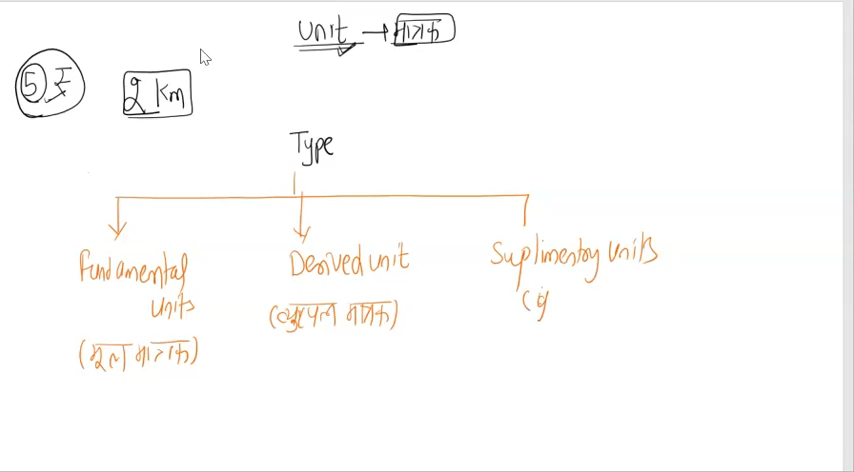 Unit → मात्रक
5 ₹
2 Km
Type
Fundamental
units
(मूल मात्रक)
Derived unit
(व्युत्पन्न मात्रक)
Suplimentry units
(